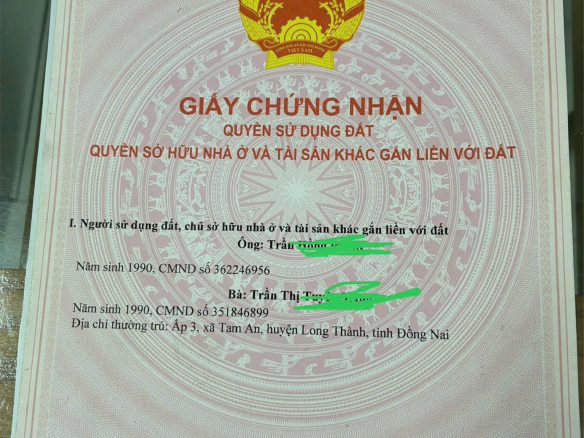 GIẤY CHỨNG NHẬN
QUYỀN SỬ DỤNG ĐẤT
QUYỀN SỞ HỮU NHÀ Ở VÀ TÀI SẢN KHÁC GẮN LIỀN VỚI ĐẤT
I. Người sử dụng đất, chủ sở hữu nhà ở và tài sản khác gắn liền với đất
Ông: Trần
Năm sinh 1990, CMND số 362246956
Bà: Trần Thị
Năm sinh 1990, CMND số 351846899
Địa chỉ thường trú: Ấp 3, xã Tam An, huyện Long Thành, tỉnh Đồng Nai